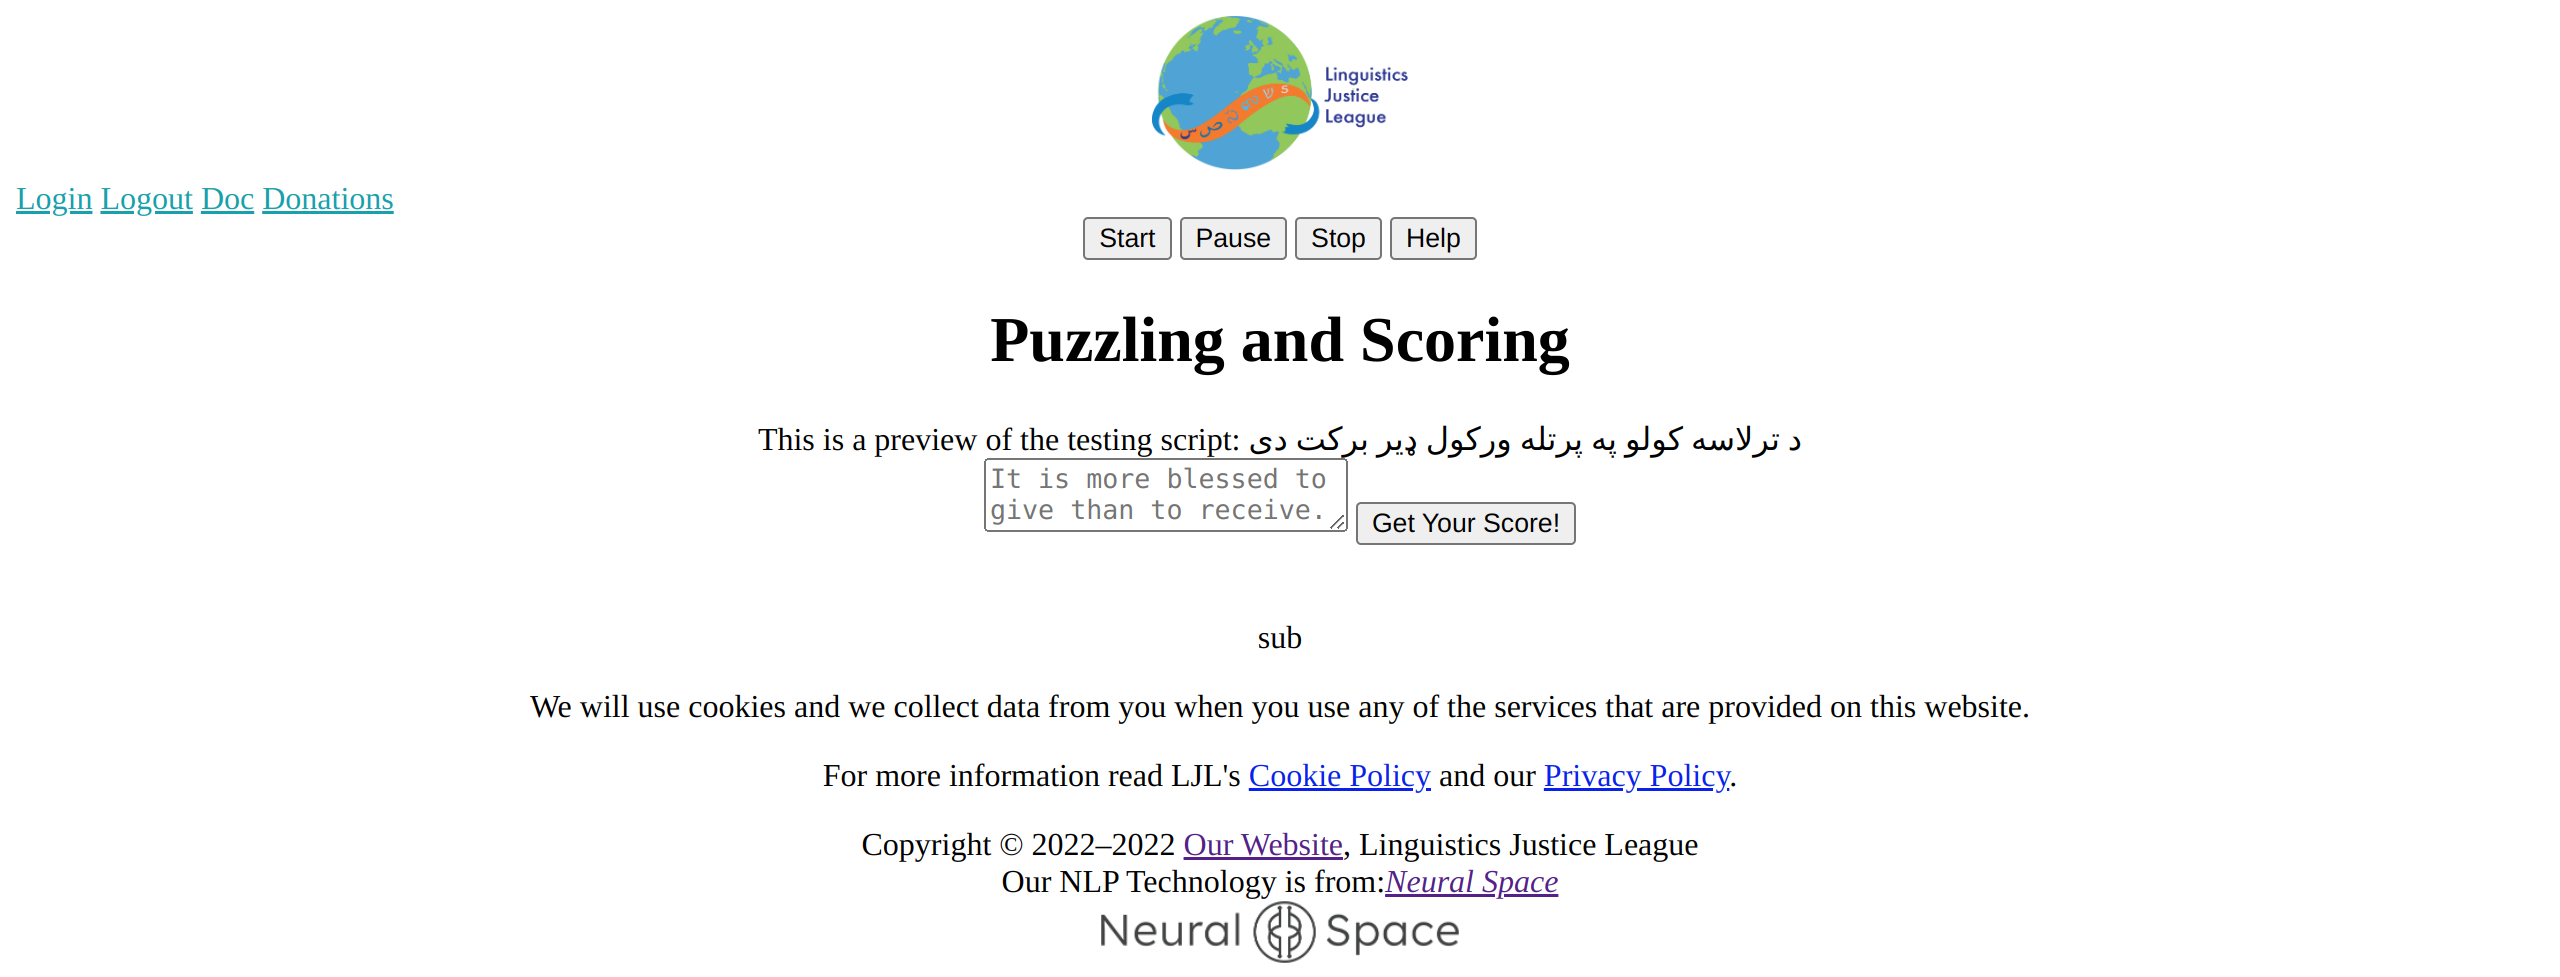 Linguistics
Justice
League
Login Logout Doc Donations
Start Pause Stop Help
Puzzling and Scoring
This is a preview of the testing script: د ترلاسه کولو په پرتله ورکول ډیر برکت دی
It is more blessed to
give than to receive.
Get Your Score!
sub
We will use cookies and we collect data from you when you use any of the services that are provided on this website.
For more information read LJL's Cookie Policy and our Privacy Policy.
Copyright © 2022–2022 Our Website, Linguistics Justice League
Our NLP Technology is from:Neural Space
Neural Space